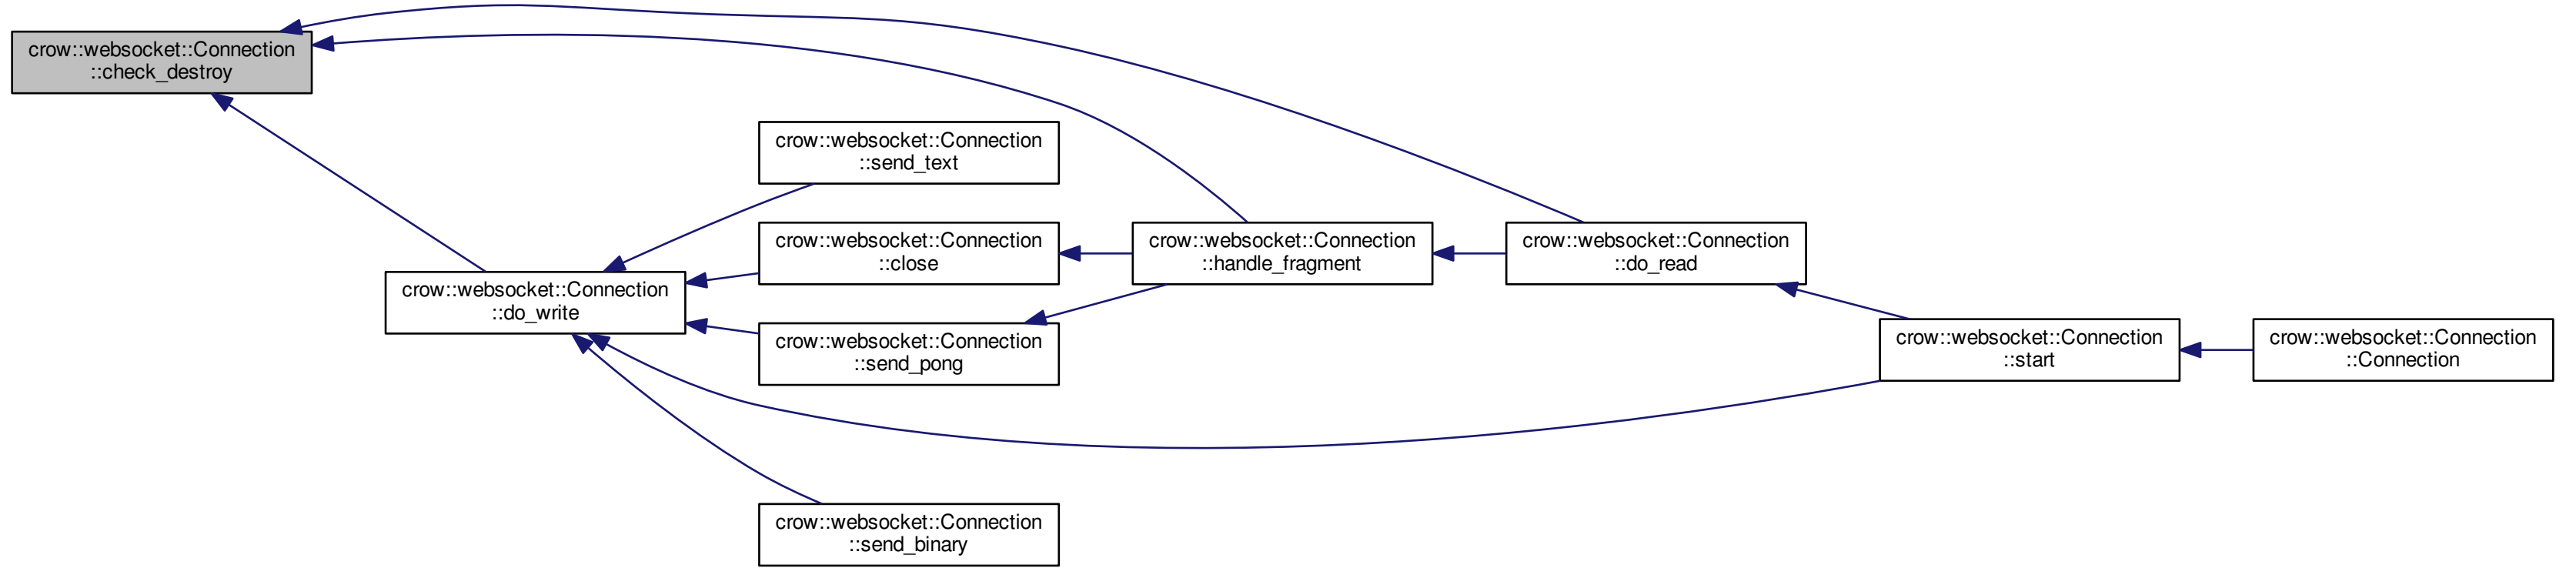 crow::websocket::Connection
::check_destroy
crow::websocket::Connection
::send_text
crow::websocket::Connection
::close
crow::websocket::Connection
::handle_fragment
crow::websocket::Connection
::do_read
crow::websocket::Connection
::do_write
crow::websocket::Connection
::send_pong
crow::websocket::Connection
::start
crow::websocket::Connection
::Connection
crow::websocket::Connection
::send_binary